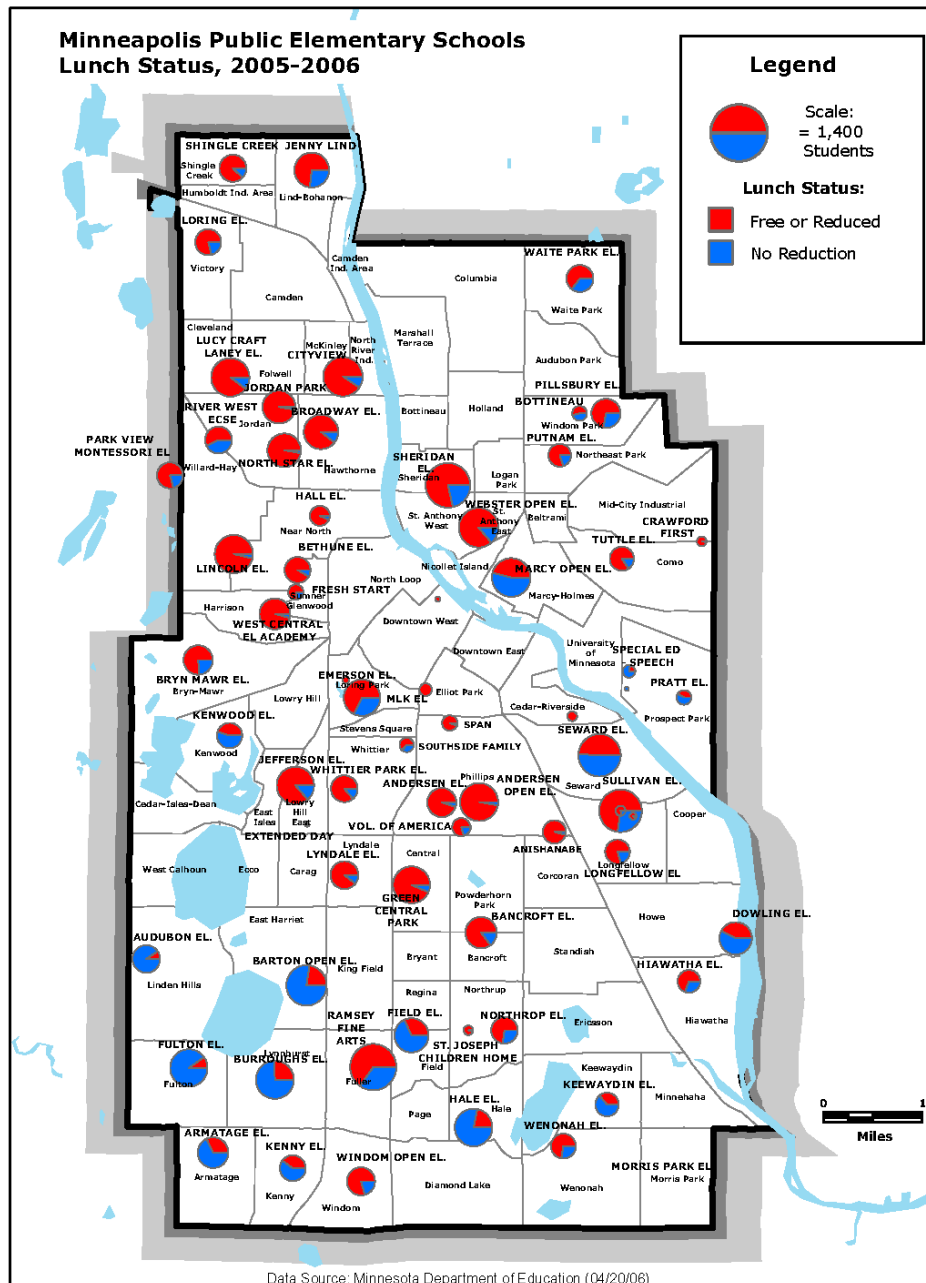 Minneapolis Public Elementary Schools
Lunch Status, 2005-2006
Legend
Scale:
= 1,400
Students
Lunch Status:
Free or Reduced
No Reduction
SHINGLE CREEK
JENNY LIND
Shingle
Creek
Humboldt Ind. Area
Lind-Bohanon
LORING EL.
Victory
Camden
Ind. Area
Camden
Columbia
WAITE PARK EL.
Waite Park
Cleveland
LUCY CRAFT
LANEY EL.
Folwell
McKinley
CITYVIEW
North
River
Ind.
Marshall
Terrace
Audubon Park
JORDAN PARK
PILLSBURY EL.
RIVER WEST
ECSE
Jordan
BROADWAY EL.
Bottineau
Holland
BOTTINEAU
Windom Park
PUTNAM EL.
Northeast Park
PARK VIEW
MONTESSORI EL
Willard-Hay
NORTH STAR EL.
Hawthorne
SHERIDAN
EL.
Sheridan
Logan
Park
Mid-City Industrial
HALL EL.
Near North
WEBSTER OPEN EL.
St. Anthony
West
St.
Anthony
East
Beltrami
CRAWFORD
FIRST
TUTTLE EL.
Como
BETHUNE EL.
LINCOLN EL.
Nicollet Island
MARCY OPEN EL.
Marcy-Holmes
North Loop
FRESH START
Sumner
Glenwood
Harrison
WEST CENTRAL
EL ACADEMY
Downtown West
Downtown East
University
of
Minnesota
SPECIAL ED
SPEECH
BRYN MAWR EL.
Bryn-Mawr
Lowry Hill
EMERSON EL.
Loring Park
MLK EL
Elliot Park
PRATT EL.
Prospect Park
Cedar-Riverside
KENWOOD EL.
Kenwood
Stevens Square
SPAN
SEWARD EL.
Whittier
SOUTHSIDE FAMILY
JEFFERSON EL.
WHITTIER PARK EL.
Phillips
ANDERSEN EL.
ANDERSEN
OPEN EL.
Seward
SULLIVAN EL.
Cedar-Isles-Dean
East
Isles
Lowry
Hill
East
Cooper
VOL. OF AMERICA
EXTENDED DAY
ANISHANABE
Lyndale
LYNDALE EL.
Central
Corcoran
Longfellow
LONGFELLOW EL
West Calhoun
Ecco
Carag
GREEN
CENTRAL
PARK
Powderhorn
Park
East Harriet
BANCROFT EL.
Howe
DOWLING EL.
AUDUBON EL.
Linden Hills
BARTON OPEN EL.
King Field
Bryant
Bancroft
Standish
HIAWATHA EL.
Hiawatha
Regina
Northrup
RAMSEY
FINE
ARTS
FIELD EL.
NORTHROP EL.
Ericsson
ST. JOSEPH
CHILDREN HOME
Field
FULTON EL.
Fulton
Lynnhurst
BURROUGHS EL.
Fuller
Keewaydin
KEEWAYDIN EL.
Minnehaha
Page
HALE EL.
Hale
WENONAH EL.
ARMATAGE EL.
Armatage
KENNY EL.
Kenny
WINDOM OPEN EL.
Windom
Diamond Lake
Wenonah
MORRIS PARK EL
Morris Park
0 1
Miles
Data Source: Minnesota Department of Education (04/20/06)